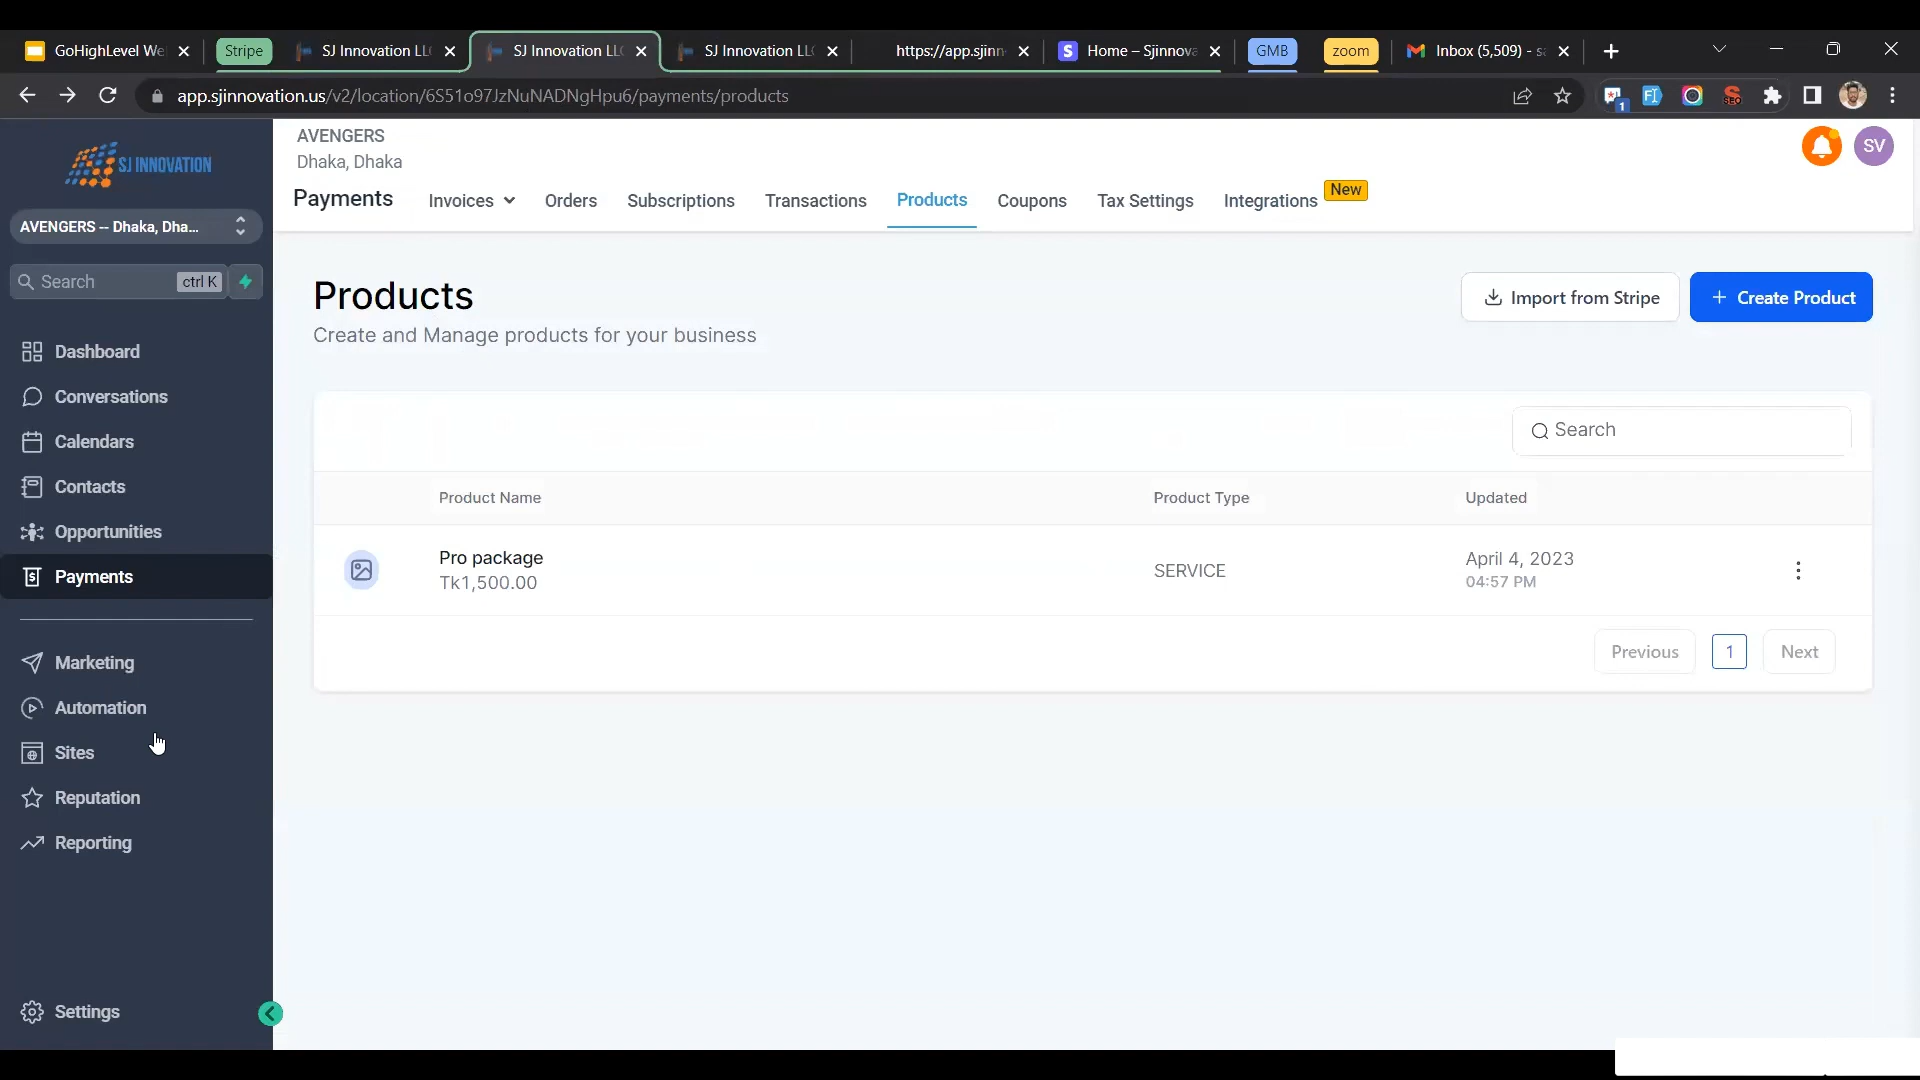 GoHighLevel We
Stripe
SJ Innovation LL
SJ Innovation LL
SJ Innovation LL
https://app.sjinn
Home – Sjinnova
GMB
zoom
Inbox (5,509) - s
app.sjinnovation.us/v2/location/6S51o97JzNuNADNgHpu6/payments/products
1
SJ INNOVATION
AVENGERS -- Dhaka, Dha...
Search ctrl K
Dashboard
Conversations
Calendars
Contacts
Opportunities
Payments
Marketing
Automation
Sites
Reputation
Reporting
Settings
AVENGERS
Dhaka, Dhaka
SV
Payments Invoices Orders Subscriptions Transactions Products Coupons Tax Settings Integrations New
Products
Create and Manage products for your business
Import from Stripe
+ Create Product
Search
Product Name Product Type Updated
Pro package
Tk1,500.00
SERVICE
April 4, 2023
04:57 PM
Previous 1 Next